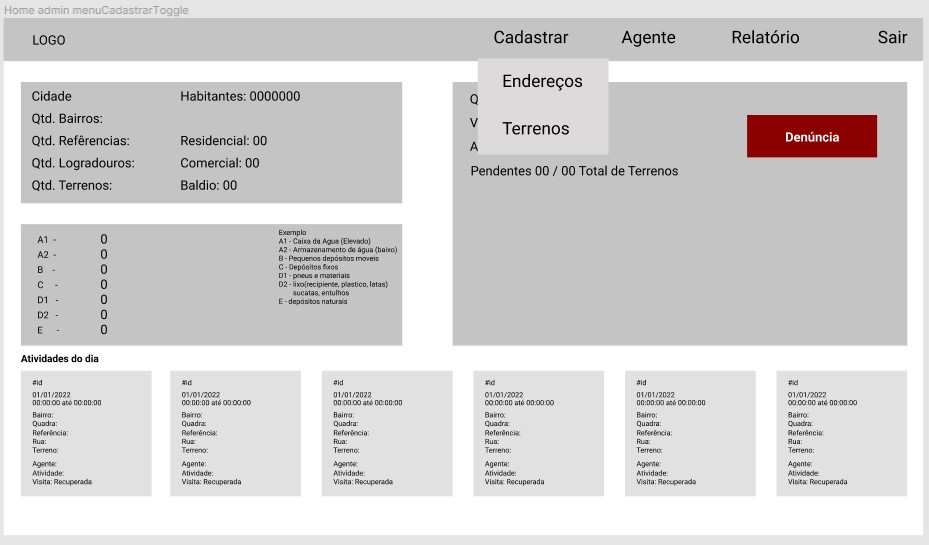 Home admin menuCadastrarToggle
LOGO
Cadastrar
Agente
Relatório
Sair
Endereços
Terrenos
Cidade
Habitantes: 0000000
Qtd. Bairros:
Qtd. Refêrencias:
Residencial: 00
Qtd. Logradouros:
Comercial: 00
Qtd. Terrenos:
Baldio: 00
Q
V
A
Pendentes 00 / 00 Total de Terrenos
Denúncia
A1 - 0
A2 - 0
B - 0
C - 0
D1 - 0
D2 - 0
E - 0
Exemplo
A1 - Caixa da Agua (Elevado)
A2 - Armazenamento de água (baixo)
B - Pequenos depósitos moveis
C - Depósitos fixos
D1 - pneus e materiais
D2 - lixo(recipiente, plastico, latas)
sucatas, entulhos
E - depósitos naturais
Atividades do dia
#id
01/01/2022
00:00:00 até 00:00:00
Bairro:
Quadra:
Referência:
Rua:
Terreno:
Agente:
Atividade:
Visita: Recuperada
#id
01/01/2022
00:00:00 até 00:00:00
Bairro:
Quadra:
Referência:
Rua:
Terreno:
Agente:
Atividade:
Visita: Recuperada
#id
01/01/2022
00:00:00 até 00:00:00
Bairro:
Quadra:
Referência:
Rua:
Terreno:
Agente:
Atividade:
Visita: Recuperada
#id
01/01/2022
00:00:00 até 00:00:00
Bairro:
Quadra:
Referência:
Rua:
Terreno:
Agente:
Atividade:
Visita: Recuperada
#id
01/01/2022
00:00:00 até 00:00:00
Bairro:
Quadra:
Referência:
Rua:
Terreno:
Agente:
Atividade:
Visita: Recuperada
#id
01/01/2022
00:00:00 até 00:00:00
Bairro:
Quadra:
Referência:
Rua:
Terreno:
Agente:
Atividade:
Visita: Recuperada